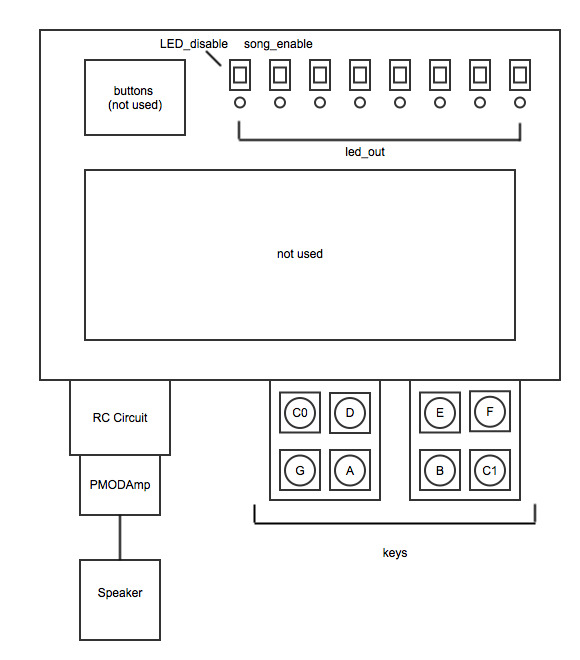 LED_disable song_enable
buttons
(not used)
led_out
not used
RC Circuit
C0 D E F
G A B C1
PMODAmp
keys
Speaker